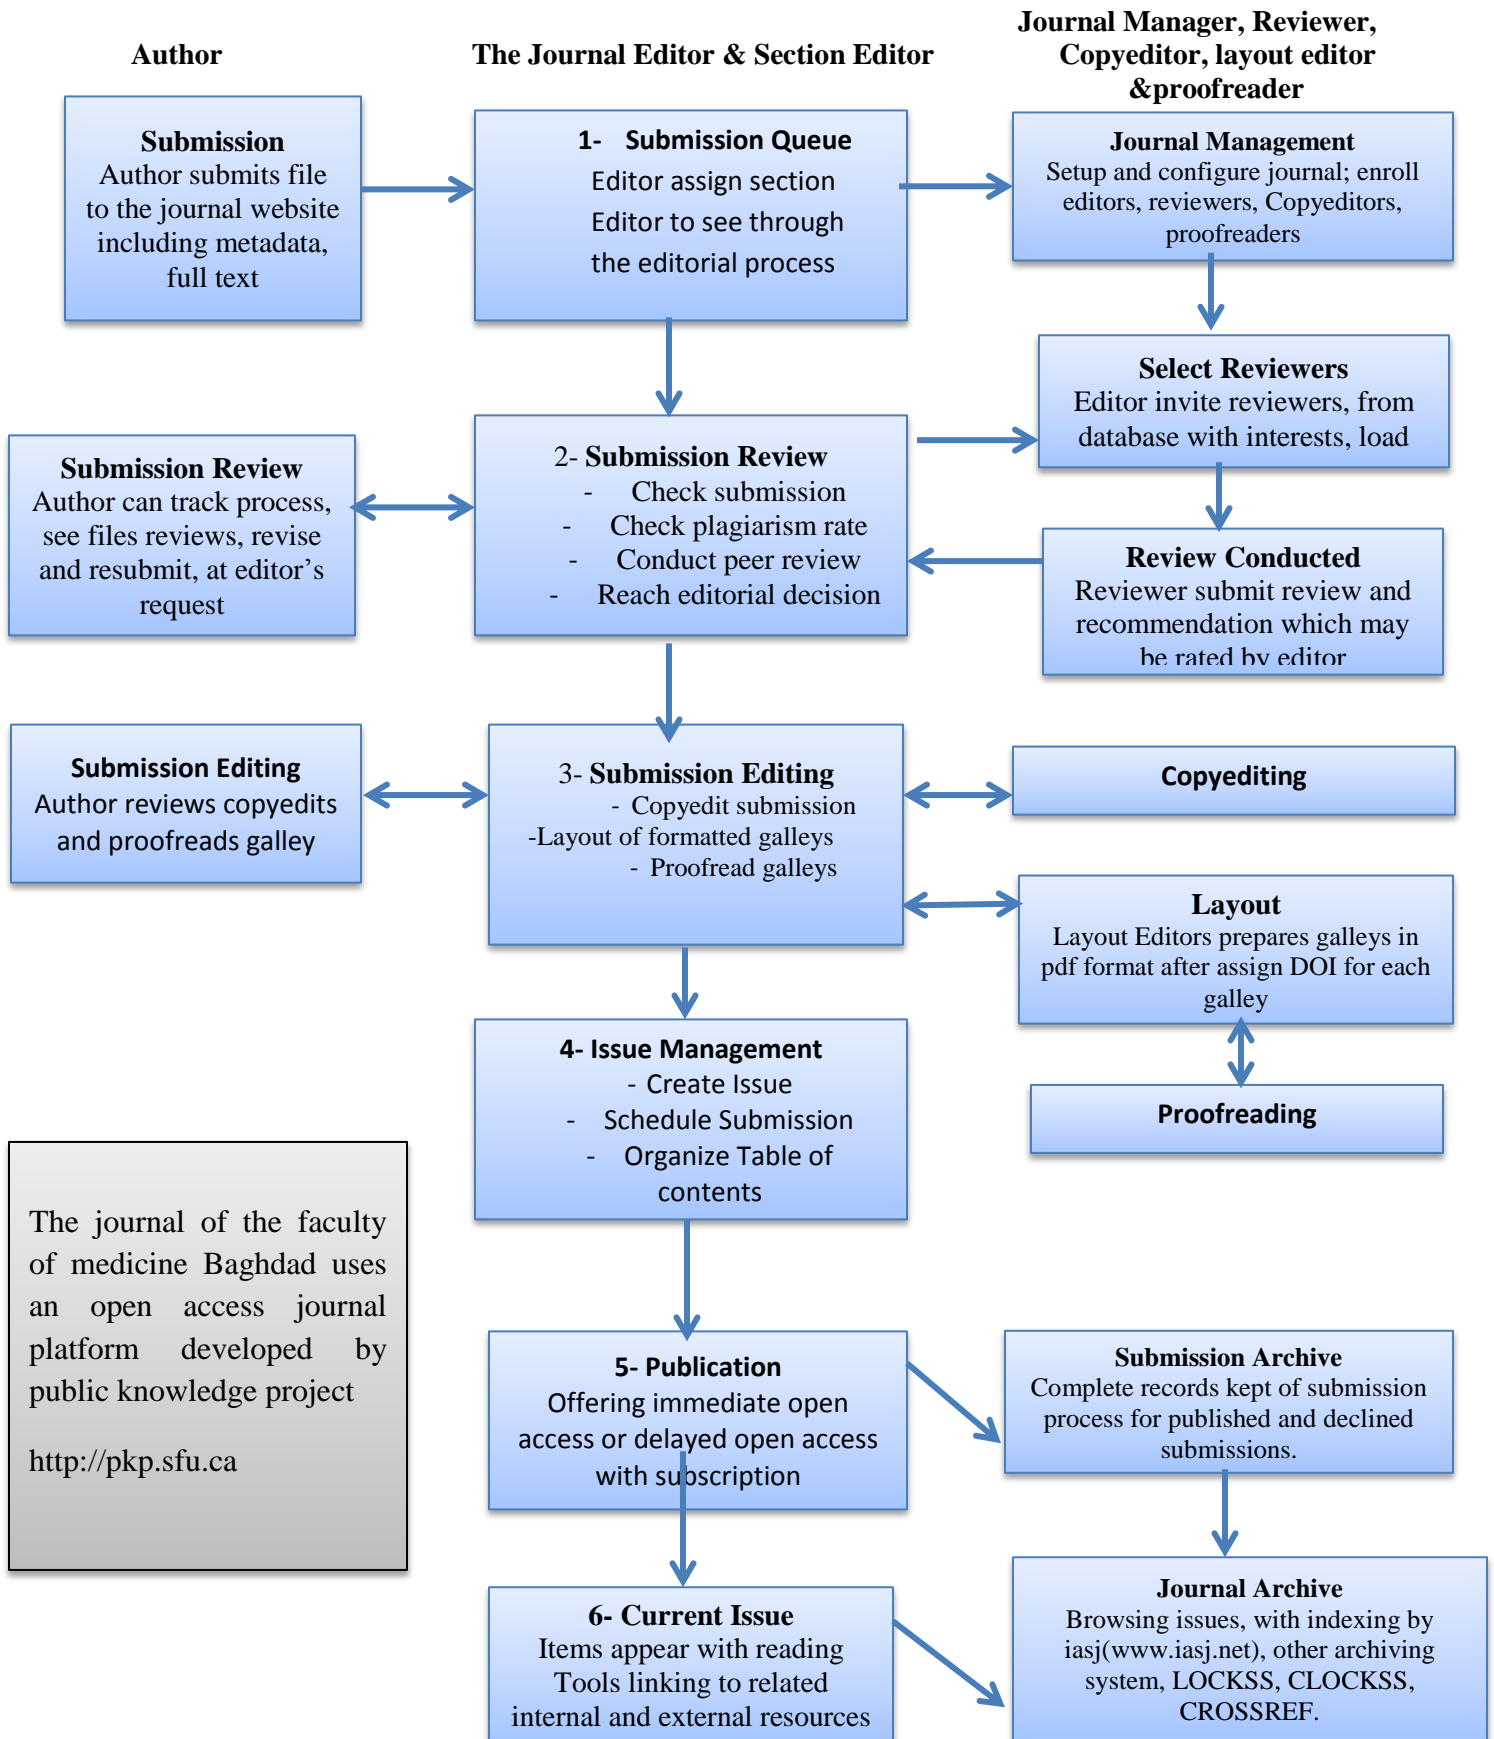 Author
The Journal Editor & Section Editor
Journal Manager, Reviewer,
Copyeditor, layout editor
&proofreader
Submission
Author submits file
to the journal website
including metadata,
full text
1- Submission Queue
Editor assign section
Editor to see through
the editorial process
Journal Management
Setup and configure journal; enroll
editors, reviewers, Copyeditors,
proofreaders
Select Reviewers
Editor invite reviewers, from
database with interests, load
Submission Review
Author can track process,
see files reviews, revise
and resubmit, at editor’s
request
2- Submission Review
- Check submission
- Check plagiarism rate
- Conduct peer review
- Reach editorial decision
Review Conducted
Reviewer submit review and
recommendation which may
be rated by editor
Submission Editing
Author reviews copyedits
and proofreads galley
3- Submission Editing
- Copyedit submission
-Layout of formatted galleys
- Proofread galleys
Copyediting
Layout
Layout Editors prepares galleys in
pdf format after assign DOI for each
galley
Proofreading
4- Issue Management
- Create Issue
- Schedule Submission
- Organize Table of
contents
The journal of the faculty
of medicine Baghdad uses
an open access journal
platform developed by
public knowledge project
http://pkp.sfu.ca
5- Publication
Offering immediate open
access or delayed open access
with subscription
Submission Archive
Complete records kept of submission
process for published and declined
submissions.
6- Current Issue
Items appear with reading
Tools linking to related
internal and external resources
Journal Archive
Browsing issues, with indexing by
iasj(www.iasj.net), other archiving
system, LOCKSS, CLOCKSS,
CROSSREF.